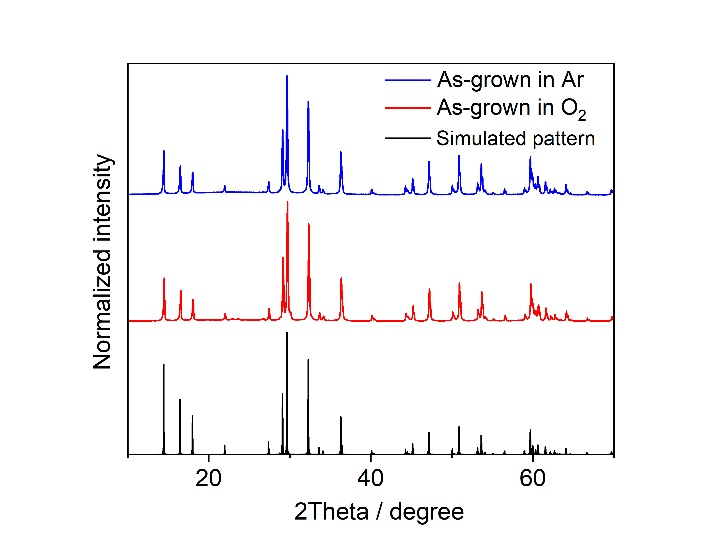 As-grown in Ar
As-grown in O₂
Simulated pattern
Normalized intensity
20 40 60
2Theta / degree